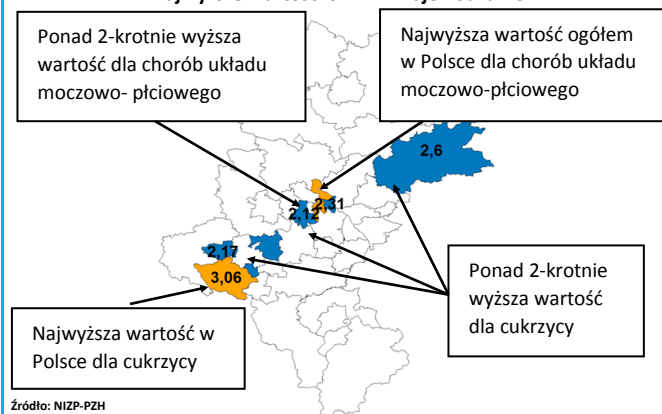 Ponad 2-krotnie wyższa
wartość dla chorób układu
moczowo- płciowego
Najwyższa wartość ogółem
w Polsce dla chorób układu
moczowo-płciowego
2,6
2,31
2,12
2,17
3,06
Ponad 2-krotnie
wyższa wartość
dla cukrzycy
Najwyższa wartość w
Polsce dla cukrzycy
Źródło: NIZP-PZH